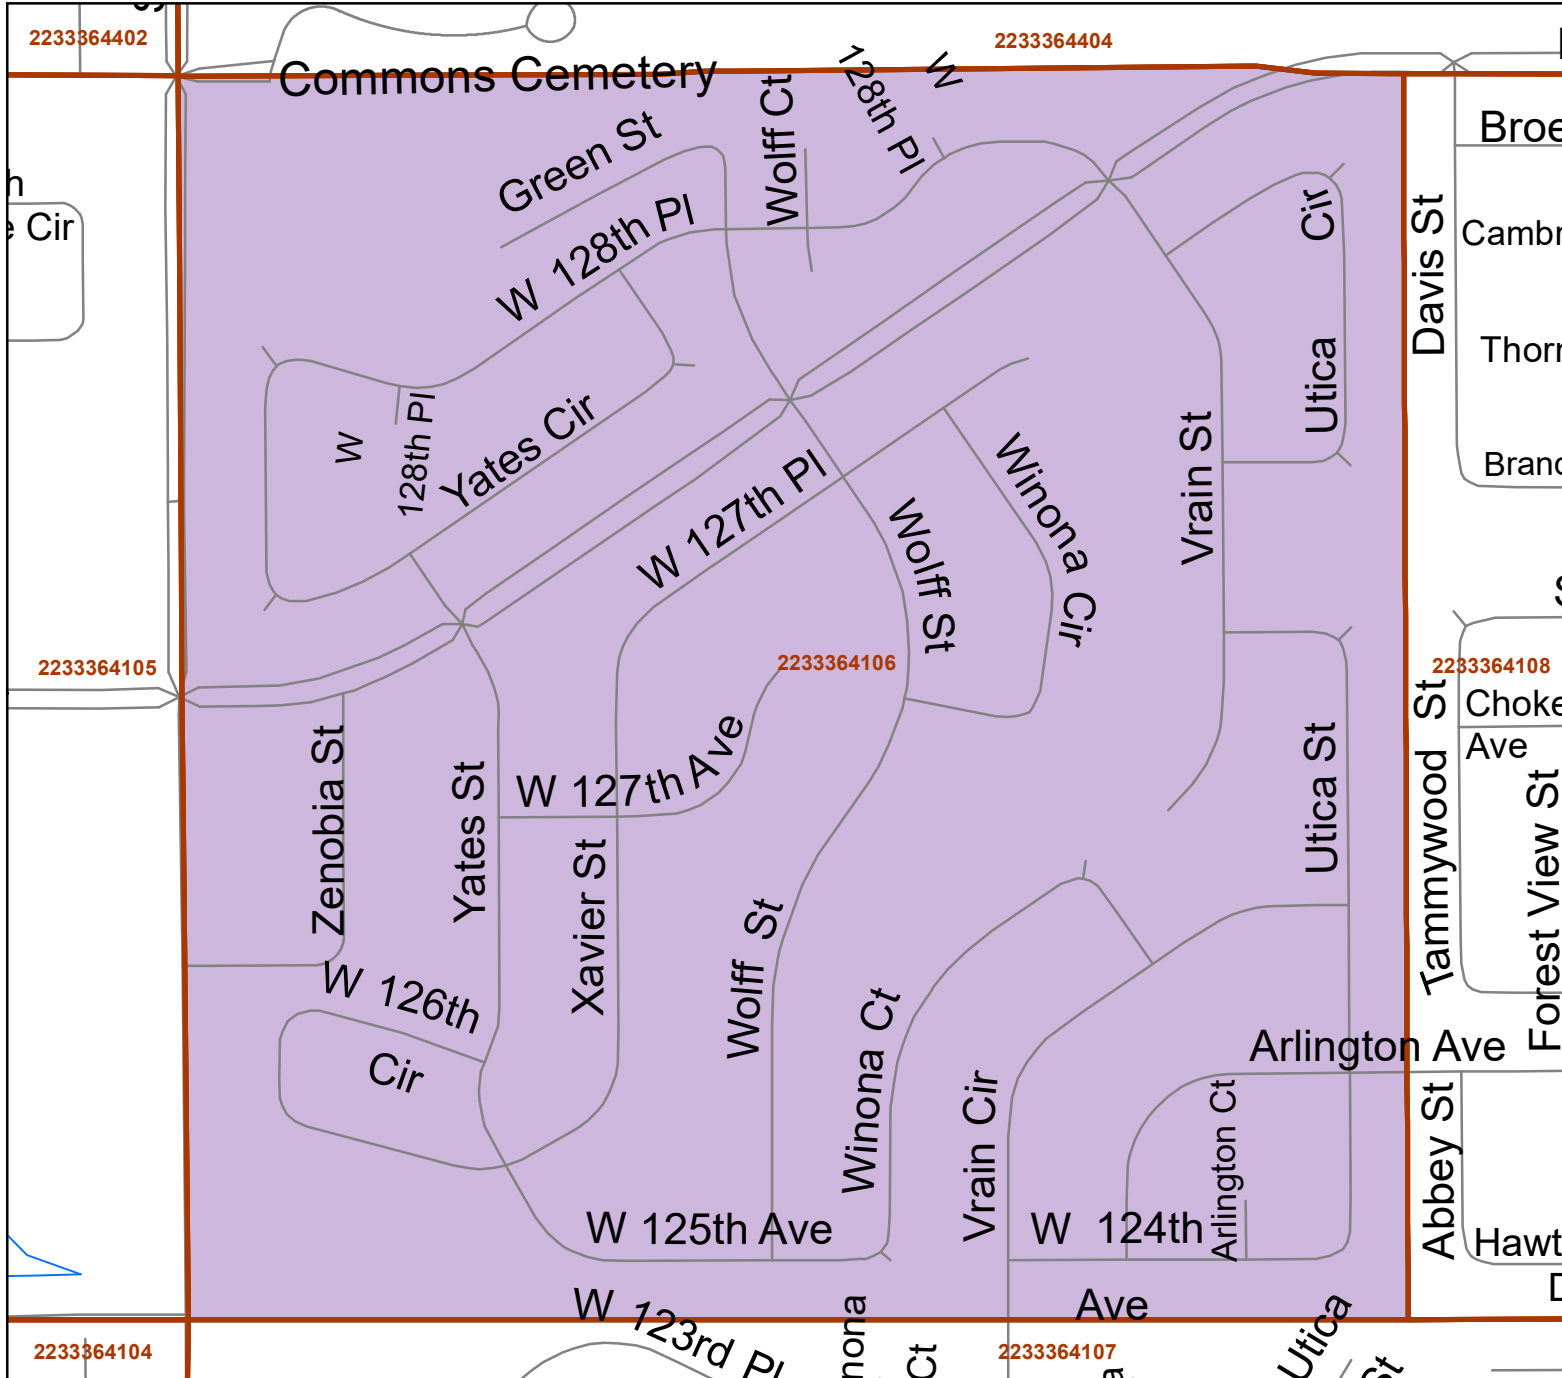 2233364402
2233364404
Commons Cemetery
W
128th Pl
Wolff Ct
Green St
Broe
h
Cir
Cir
Davis St
Cambr
W 128th Pl
Utica
Thorn
W
128th Pl
Yates Cir
W 127th Pl
Winona Cir
Vrain St
Branc
Wolff St
2233364105
2233364106
2233364108
Tammywood St
Choke
Ave
Zenobia St
Yates St
W 127th Ave
Utica St
Forest View St
Xavier St
Wolff St
W 126th
Cir
Winona Ct
Arlington Ave
Vrain Cir
Arlington Ct
Abbey St
W 125th Ave
W 124th
Ave
Hawt
D
W 123rd Pl
nona
Ct
Utica
St
2233364104
2233364107